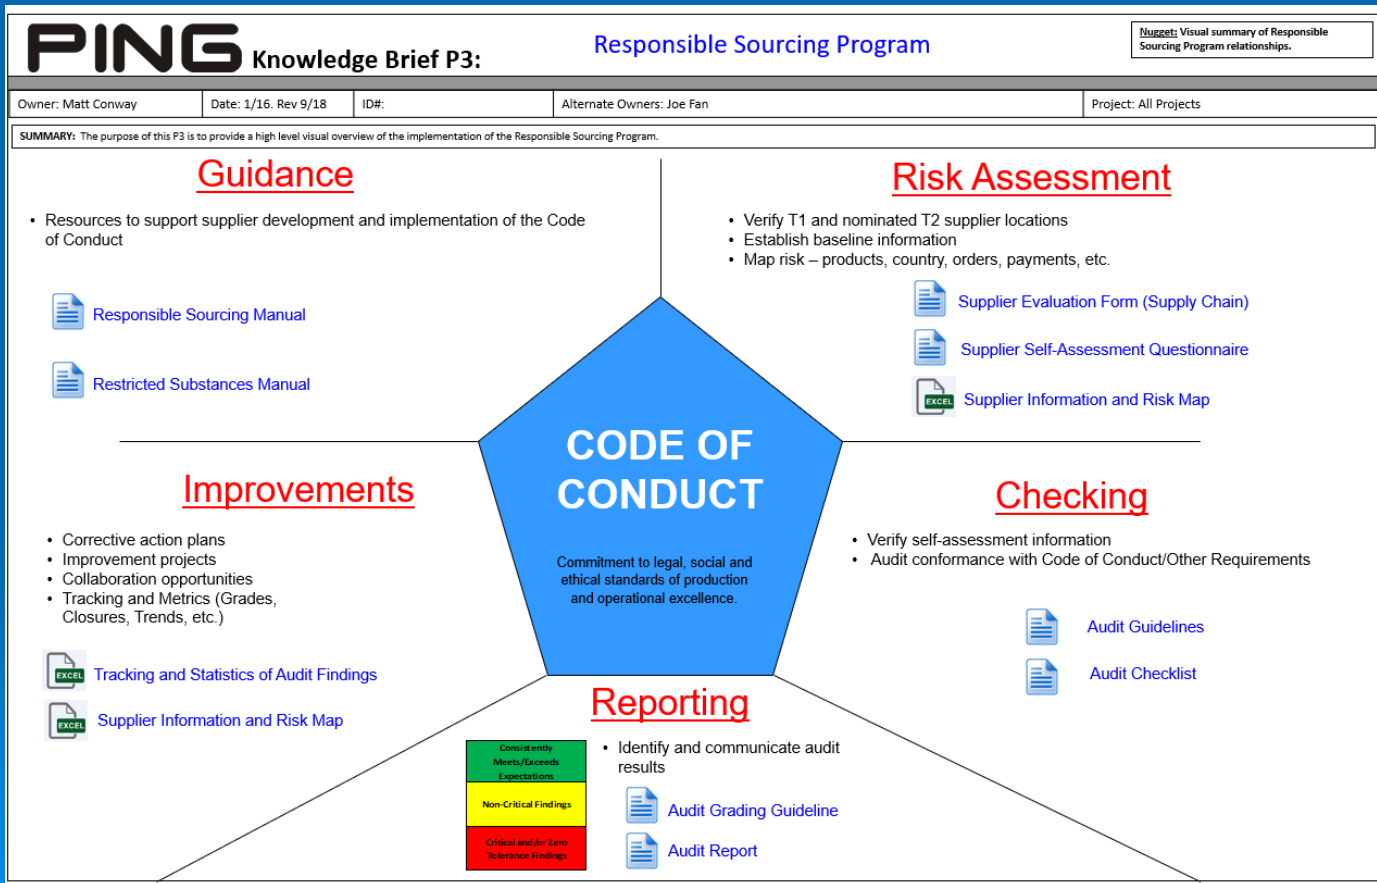 PING Knowledge Brief P3:
Responsible Sourcing Program
Nugget: Visual summary of Responsible
Sourcing Program relationships.
Owner: Matt Conway
Date: 1/16. Rev 9/18
ID#:
Alternate Owners: Joe Fan
Project: All Projects
SUMMARY: The purpose of this P3 is to provide a high level visual overview of the implementation of the Responsible Sourcing Program.
Guidance
• Resources to support supplier development and implementation of the Code
of Conduct
Responsible Sourcing Manual
Restricted Substances Manual
Risk Assessment
• Verify T1 and nominated T2 supplier locations
• Establish baseline information
• Map risk – products, country, orders, payments, etc.
Supplier Evaluation Form (Supply Chain)
Supplier Self-Assessment Questionnaire
EXCEL
Supplier Information and Risk Map
CODE OF
CONDUCT
Commitment to legal, social and
ethical standards of production
and operational excellence.
Improvements
• Corrective action plans
• Improvement projects
• Collaboration opportunities
• Tracking and Metrics (Grades,
Closures, Trends, etc.)
EXCEL
Tracking and Statistics of Audit Findings
EXCEL
Supplier Information and Risk Map
Checking
• Verify self-assessment information
• Audit conformance with Code of Conduct/Other Requirements
Audit Guidelines
Audit Checklist
Reporting
Consistently
Meets/Exceeds
Expectations
Non-Critical Findings
Critical and/or Zero
Tolerance Findings
• Identify and communicate audit
results
Audit Grading Guideline
Audit Report